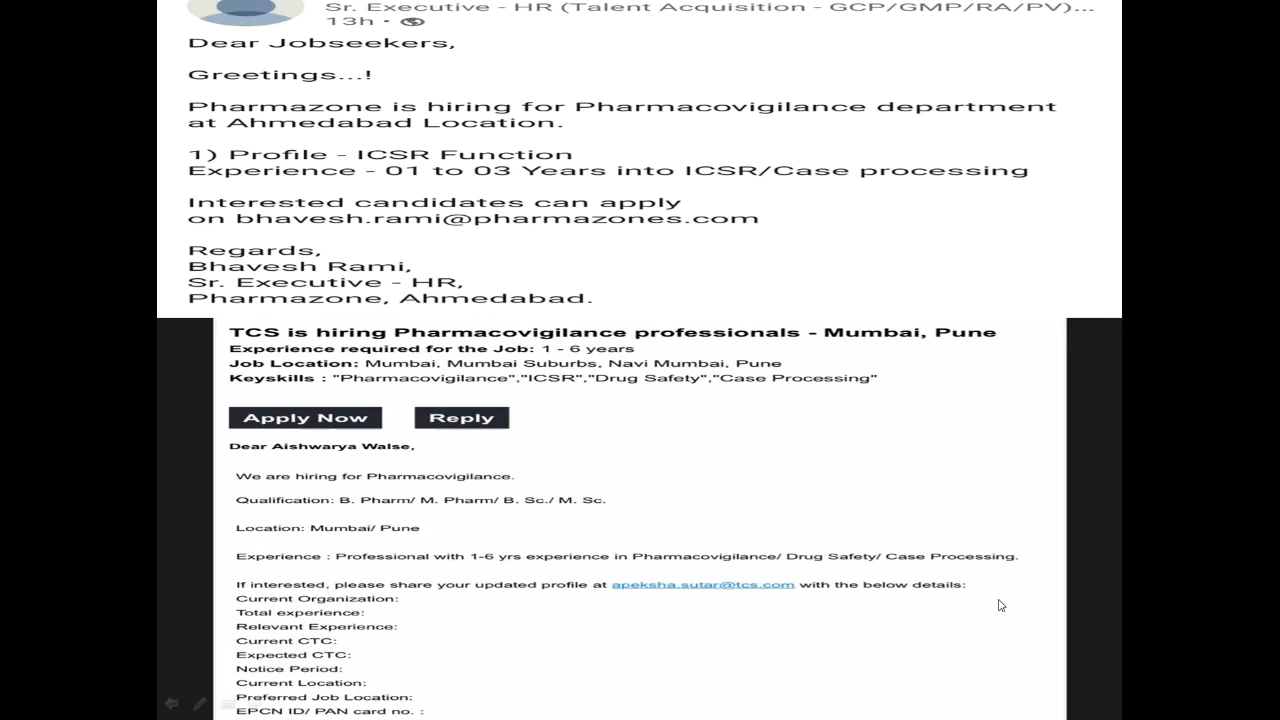 Sr. Executive - HR (Talent Acquisition - GCP/GMP/RA/PV)...
13h •
Dear Jobseekers,
Greetings...!
Pharmazone is hiring for Pharmacovigilance department
at Ahmedabad Location.
1) Profile - ICSR Function
Experience - 01 to 03 Years into ICSR/Case processing
Interested candidates can apply
on bhavesh.rami@pharmazones.com
Regards,
Bhavesh Rami,
Sr. Executive - HR,
Pharmazone, Ahmedabad.
TCS is hiring Pharmacovigilance professionals - Mumbai, Pune
Experience required for the Job: 1 - 6 years
Job Location: Mumbai, Mumbai Suburbs, Navi Mumbai, Pune
Keyskills : "Pharmacovigilance","ICSR","Drug Safety","Case Processing"
Apply Now Reply
Dear Aishwarya Walse,
We are hiring for Pharmacovigilance.
Qualification: B. Pharm/ M. Pharm/ B. Sc./ M. Sc.
Location: Mumbai/ Pune
Experience : Professional with 1-6 yrs experience in Pharmacovigilance/ Drug Safety/ Case Processing.
If interested, please share your updated profile at apeksha.sutar@tcs.com with the below details:
Current Organization:
Total experience:
Relevant Experience:
Current CTC:
Expected CTC:
Notice Period:
Current Location:
Preferred Job Location:
EPCN ID/ PAN card no. :